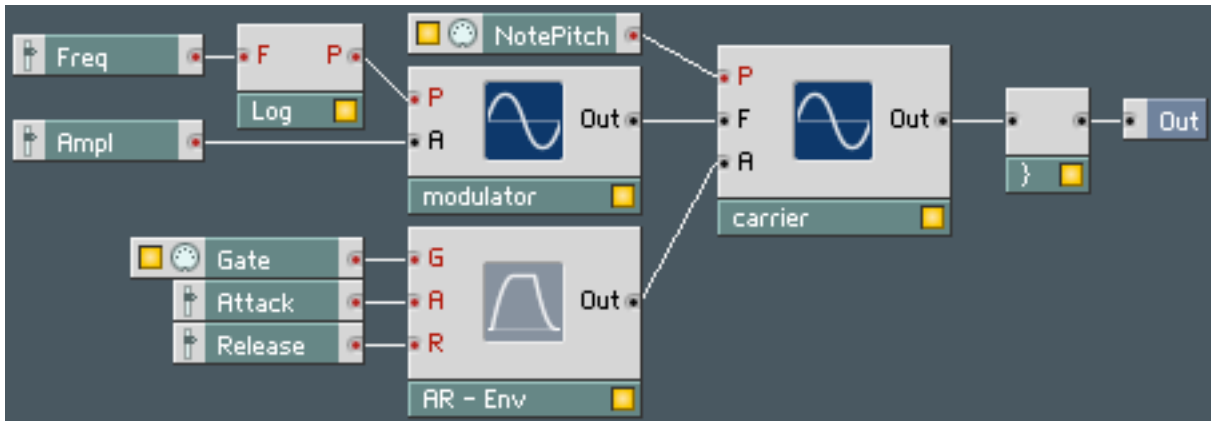 Freq
F P
Log
Ampl
NotePitch
P
A
Out
modulator
P
F
A
Out
carrier
}
Out
Gate
Attack
Release
G
A
R
Out
AR - Env